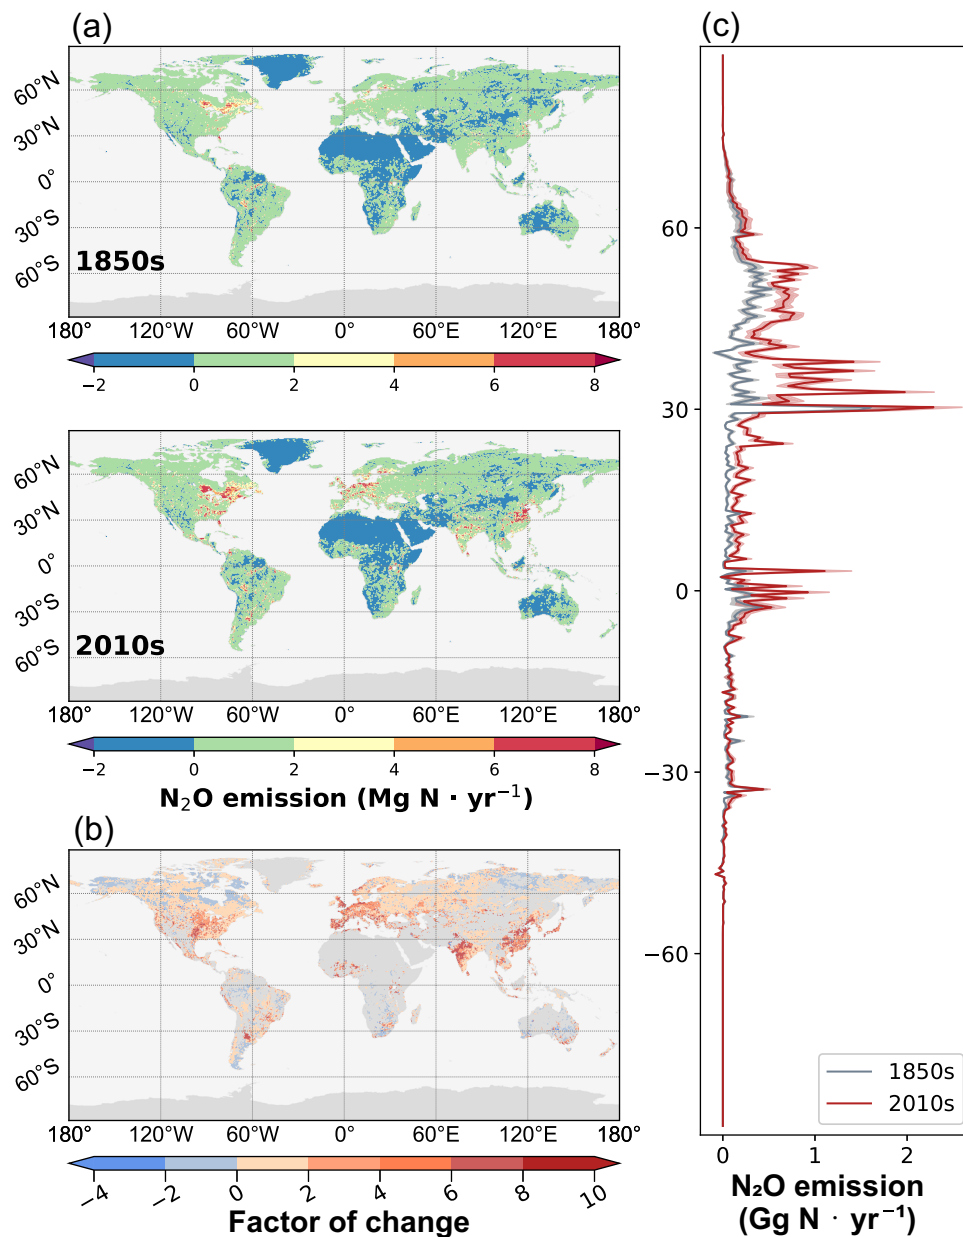 (a)
60°N
30°N
0°
30°S
60°S
1850s
180° 120°W 60°W 0° 60°E 120°E 180°
−2 0 2 4 6 8
60°N
30°N
0°
30°S
60°S
2010s
180° 120°W 60°W 0° 60°E 120°E 180°
−2 0 2 4 6 8
N₂O emission (Mg N · yr⁻¹)
(b)
60°N
30°N
0°
30°S
60°S
180° 120°W 60°W 0° 60°E 120°E 180°
−4 −2 0 2 4 6 8 10
Factor of change
(c)
60
30
0
−30
−60
1850s
2010s
0 1 2
N₂O emission
(Gg N · yr⁻¹)